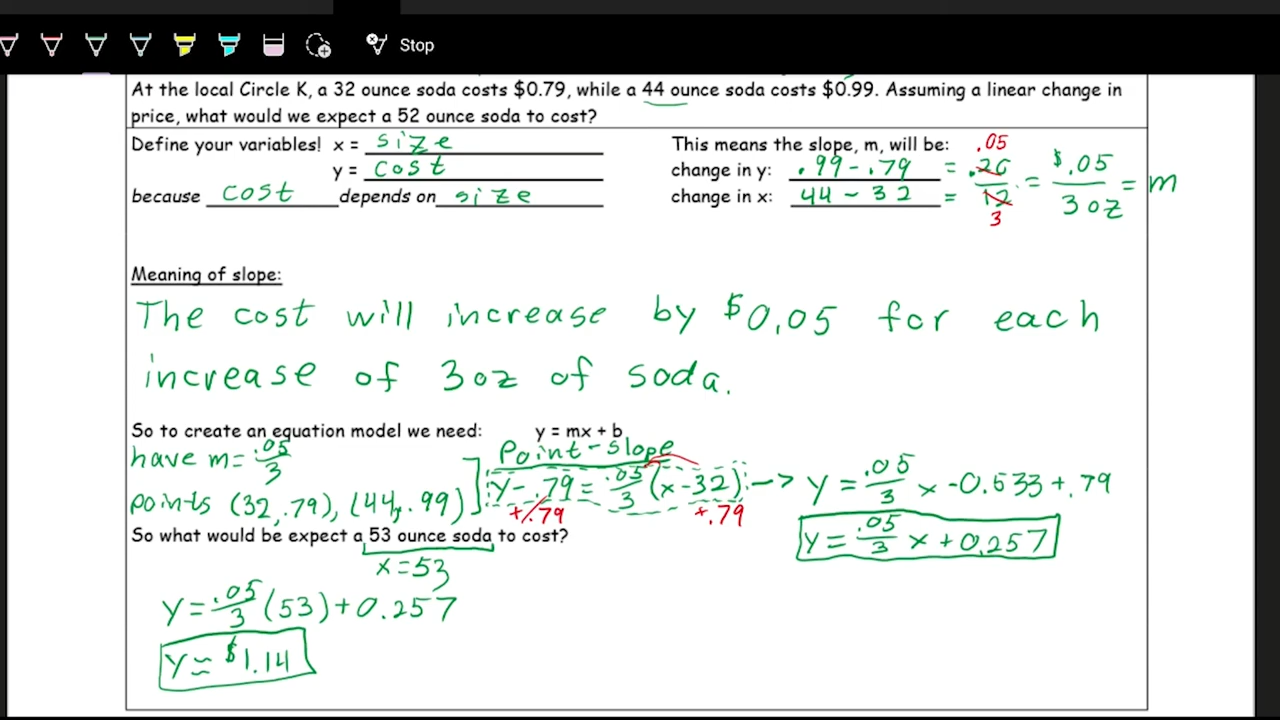 Stop
At the local Circle K, a 32 ounce soda costs $0.79, while a 44 ounce soda costs $0.99. Assuming a linear change in
price, what would we expect a 52 ounce soda to cost?
Define your variables! x = size
y = cost
because cost depends on size
This means the slope, m, will be:
change in y: .99 - .79 = .20 .05
change in x: 44 - 32 = 12 3
= $.05 / 3 oz = m
Meaning of slope:
The cost will increase by $0.05 for each
increase of 3oz of soda.
So to create an equation model we need: y = mx + b
have m = .05/3
points (32, .79), (44, .99)
Point-slope
y - .79 = .05/3 (x - 32)
+.79 +.79
y = .05/3 x - 0.533 + .79
y = .05/3 x + 0.257
So what would be expect a 53 ounce soda to cost?
x = 53
y = .05/3 (53) + 0.257
y ≈ $1.14